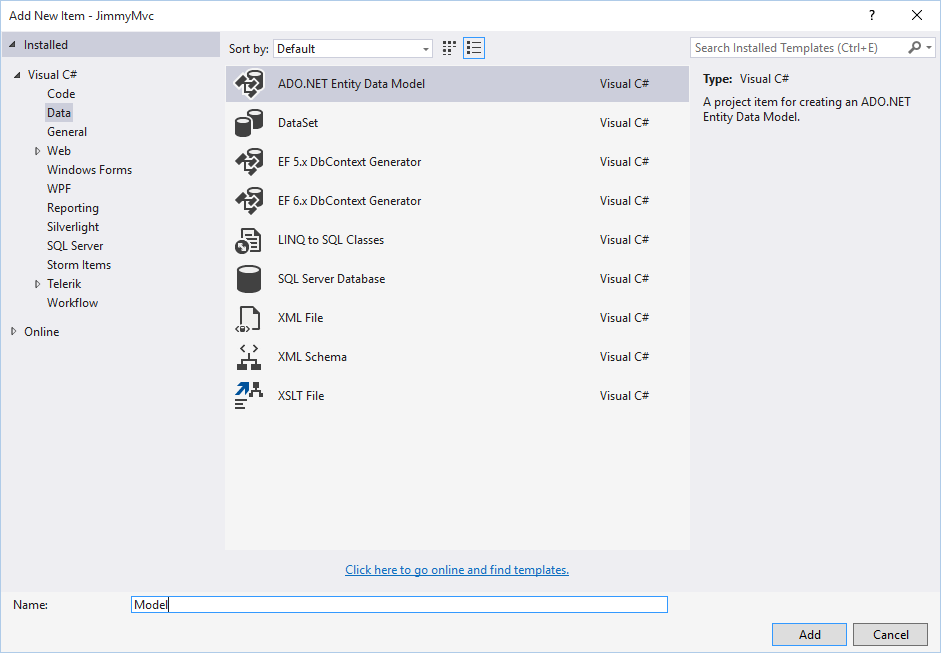 Add New Item - JimmyMvc
?
Installed
Visual C#
Code
Data
General
Web
Windows Forms
WPF
Reporting
Silverlight
SQL Server
Storm Items
Telerik
Workflow
Online
Sort by: Default
ADO.NET Entity Data Model Visual C#
DataSet Visual C#
EF 5.x DbContext Generator Visual C#
EF 6.x DbContext Generator Visual C#
LINQ to SQL Classes Visual C#
SQL Server Database Visual C#
XML File Visual C#
XML Schema Visual C#
XSLT File Visual C#
Click here to go online and find templates.
Search Installed Templates (Ctrl+E)
Type: Visual C#
A project item for creating an ADO.NET
Entity Data Model.
Name: Model
Add Cancel